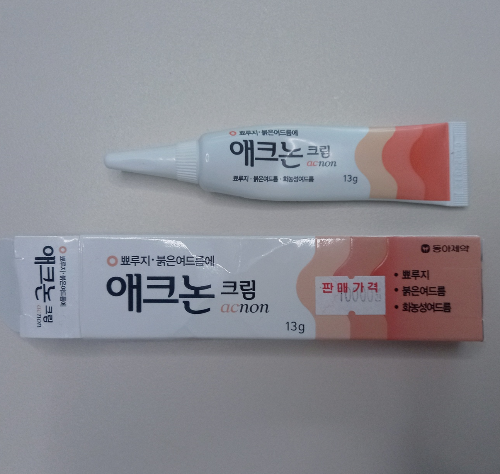 뾰루지·붉은여드름에
애크논 크림
acnon
뾰루지·붉은여드름·화농성여드름
13g
뾰루지·붉은여드름에
애크논 크림
acnon
13g
판매가격
동아제약
• 뾰루지
• 붉은여드름
• 화농성여드름
뾰루지·붉은여드름에
애크논 크림
acnon